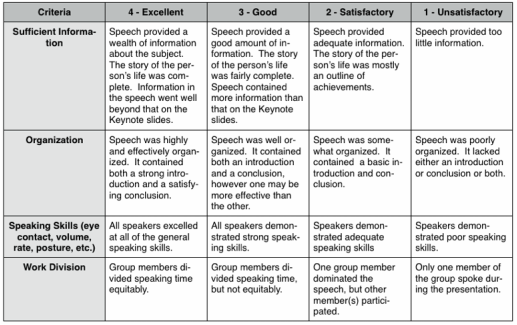 Criteria 4 - Excellent 3 - Good 2 - Satisfactory 1 - Unsatisfactory
Sufficient Informa-
tion
Speech provided a
wealth of information
about the subject.
The story of the per-
son's life was com-
plete. Information in
the speech went well
beyond that on the
Keynote slides.
Speech provided a
good amount of in-
formation. The story
of the person's life
was fairly complete.
Speech contained
more information than
that on the Keynote
slides.
Speech provided
adequate information.
The story of the per-
son's life was mostly
an outline of
achievements.
Speech provided too
little information.
Organization
Speech was highly
and effectively organ-
ized. It contained
both a strong intro-
duction and a satisfy-
ing conclusion.
Speech was well or-
ganized. It contained
both an introduction
and a conclusion,
however one may be
more effective than
the other.
Speech was some-
what organized. It
contained a basic in-
troduction and con-
clusion.
Speech was poorly
organized. It lacked
either an introduction
or conclusion or both.
Speaking Skills (eye
contact, volume,
rate, posture, etc.)
All speakers excelled
at all of the general
speaking skills.
All speakers demon-
strated strong speak-
ing skills.
Speakers demon-
strated adequate
speaking skills
Speakers demon-
strated poor speaking
skills.
Work Division
Group members di-
vided speaking time
equitably.
Group members di-
vided speaking time,
but not equitably.
One group member
dominated the
speech, but other
member(s) partici-
pated.
Only one member of
the group spoke dur-
ing the presentation.